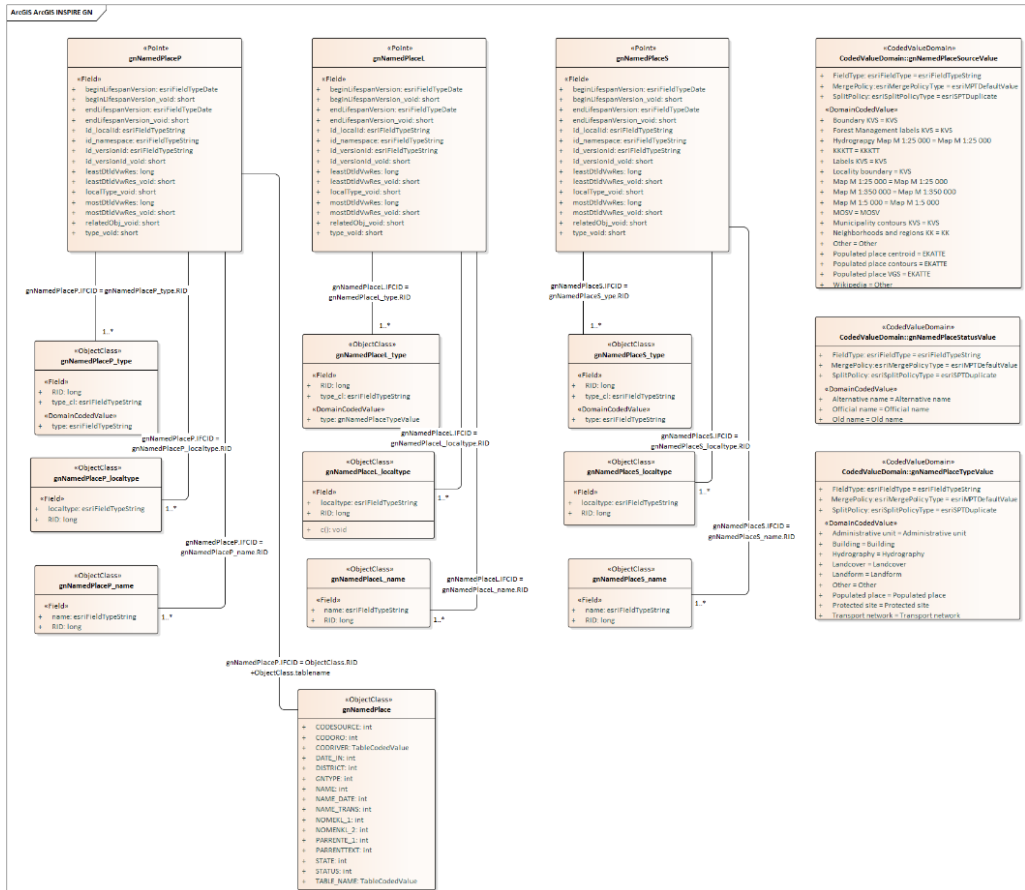 ArcGIS ArcGIS INSPIRE GN
«Point»
gnNamedPlaceP
«Field»
+ beginLifespanVersion: esriFieldTypeDate
+ beginLifespanVersion_void: short
+ endLifespanVersion: esriFieldTypeDate
+ endLifespanVersion_void: short
+ id_localid: esriFieldTypeString
+ id_namespace: esriFieldTypeString
+ id_versionid: esriFieldTypeString
+ id_versionid_void: short
+ leastDtldVwRes: long
+ leastDtldVwRes_void: short
+ localType_void: short
+ mostDtldVwRes: long
+ mostDtldVwRes_void: short
+ relatedObj_void: short
+ type_void: short
«Point»
gnNamedPlaceL
«Field»
+ beginLifespanVersion: esriFieldTypeDate
+ beginLifespanVersion_void: short
+ endLifespanVersion: esriFieldTypeDate
+ endLifespanVersion_void: short
+ id_localid: esriFieldTypeString
+ id_namespace: esriFieldTypeString
+ id_versionid: esriFieldTypeString
+ id_versionid_void: short
+ leastDtldVwRes: long
+ leastDtldVwRes_void: short
+ localType_void: short
+ mostDtldVwRes: long
+ mostDtldVwRes_void: short
+ relatedObj_void: short
+ type_void: short
«Point»
gnNamedPlaceS
«Field»
+ beginLifespanVersion: esriFieldTypeDate
+ beginLifespanVersion_void: short
+ endLifespanVersion: esriFieldTypeDate
+ endLifespanVersion_void: short
+ id_localid: esriFieldTypeString
+ id_namespace: esriFieldTypeString
+ id_versionid: esriFieldTypeString
+ id_versionid_void: short
+ leastDtldVwRes: long
+ leastDtldVwRes_void: short
+ localType_void: short
+ mostDtldVwRes: long
+ mostDtldVwRes_void: short
+ relatedObj_void: short
+ type_void: short
«CodedValueDomain»
CodedValueDomain::gnNamedPlaceSourceValue
+ FieldType: esriFieldType = esriFieldTypeString
+ MergePolicy: esriMergePolicyType = esriMPTDefaultValue
+ SplitPolicy: esriSplitPolicyType = esriSPTDuplicate
«DomainCodedValue»
+ Boundary KVS = KVS
+ Forest Management labels KVS = KVS
+ Hydrograpgy Map M 1:25 000 = Map M 1:25 000
+ KKKTT = KKKTT
+ Labels KVS = KVS
+ Locality boundary = KVS
+ Map M 1:25 000 = Map M 1:25 000
+ Map M 1:350 000 = Map M 1:350 000
+ Map M 1:5 000 = Map M 1:5 000
+ MOSV = MOSV
+ Municipality contours KVS = KVS
+ Neighborhoods and regions KK = KK
+ Other = Other
+ Populated place centroid = EKATTE
+ Populated place contours = EKATTE
+ Populated place VGS = EKATTE
+ Wikipedia = Other
gnNamedPlaceP.IFCID = gnNamedPlaceP_type.RID
1..*
gnNamedPlaceL.IFCID =
gnNamedPlaceL_type.RID
1..*
gnNamedPlaceS.IFCID =
gnNamedPlaceS_ype.RID
1..*
«CodedValueDomain»
CodedValueDomain::gnNamedPlaceStatusValue
+ FieldType: esriFieldType = esriFieldTypeString
+ MergePolicy: esriMergePolicyType = esriMPTDefaultValue
+ SplitPolicy: esriSplitPolicyType = esriSPTDuplicate
«DomainCodedValue»
+ Alternative name = Alternative name
+ Official name = Official name
+ Old name = Old name
«ObjectClass»
gnNamedPlaceP_type
«Field»
+ RID: long
+ type_cl: esriFieldTypeString
«DomainCodedValue»
+ type: esriFieldTypeString
«ObjectClass»
gnNamedPlaceL_type
«Field»
+ RID: long
+ type_cl: esriFieldTypeString
«DomainCodedValue»
+ type: gnNamedPlaceTypeValue
«ObjectClass»
gnNamedPlaceS_type
«Field»
+ RID: long
+ type_cl: esriFieldTypeString
«DomainCodedValue»
+ type: esriFieldTypeString
gnNamedPlaceP.IFCID =
gnNamedPlaceP_localtype.RID
gnNamedPlaceL.IFCID =
gnNamedPlaceL_localtype.RID
gnNamedPlaceS.IFCID =
gnNamedPlaceS_localtype.RID
«ObjectClass»
gnNamedPlaceP_localtype
«Field»
+ localtype: esriFieldTypeString
+ RID: long
1..*
«ObjectClass»
gnNamedPlaceL_localtype
«Field»
+ localtype: esriFieldTypeString
+ RID: long
+ cl(): void
1..*
«ObjectClass»
gnNamedPlaceS_localtype
«Field»
+ localtype: esriFieldTypeString
+ RID: long
1..*
«CodedValueDomain»
CodedValueDomain::gnNamedPlaceTypeValue
+ FieldType: esriFieldType = esriFieldTypeString
+ MergePolicy: esriMergePolicyType = esriMPTDefaultValue
+ SplitPolicy: esriSplitPolicyType = esriSPTDuplicate
«DomainCodedValue»
+ Administrative unit = Administrative unit
+ Building = Building
+ Hydrography = Hydrography
+ Landcover = Landcover
+ Landform = Landform
+ Other = Other
+ Populated place = Populated place
+ Protected site = Protected site
+ Transport network = Transport network
gnNamedPlaceP.IFCID =
gnNamedPlaceP_name.RID
gnNamedPlaceL.IFCID =
gnNamedPlaceL_name.RID
gnNamedPlaceS.IFCID =
gnNamedPlaceS_name.RID
«ObjectClass»
gnNamedPlaceP_name
«Field»
+ name: esriFieldTypeString
+ RID: long
1..*
«ObjectClass»
gnNamedPlaceL_name
«Field»
+ name: esriFieldTypeString
+ RID: long
1..*
«ObjectClass»
gnNamedPlaceS_name
«Field»
+ name: esriFieldTypeString
+ RID: long
1..*
gnNamedPlaceP.IFCID = ObjectClass.RID
+ObjectClass.tablename
«ObjectClass»
gnNamedPlace
+ CODESOURCE: int
+ CODORO: int
+ CODRIVER: TableCodedValue
+ DATE_IN: int
+ DISTRICT: int
+ GNTYPE: int
+ NAME: int
+ NAME_DATE: int
+ NAME_TRANS: int
+ NOMEKL_1: int
+ NOMENKL_2: int
+ PARRENTE_1: int
+ PARRENTTEXT: int
+ STATE: int
+ STATUS: int
+ TABLE_NAME: TableCodedValue